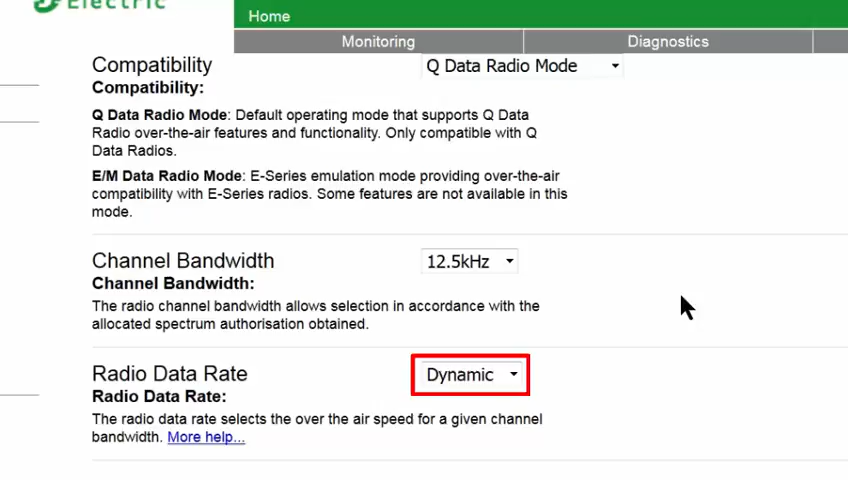 Electric
Home
Monitoring
Diagnostics
Compatibility
Q Data Radio Mode
Compatibility:
Q Data Radio Mode: Default operating mode that supports Q Data
Radio over-the-air features and functionality. Only compatible with Q
Data Radios.
E/M Data Radio Mode: E-Series emulation mode providing over-the-air
compatibility with E-Series radios. Some features are not available in this
mode.
Channel Bandwidth
12.5kHz
Channel Bandwidth:
The radio channel bandwidth allows selection in accordance with the
allocated spectrum authorisation obtained.
Radio Data Rate
Dynamic
Radio Data Rate:
The radio data rate selects the over the air speed for a given channel
bandwidth. More help...